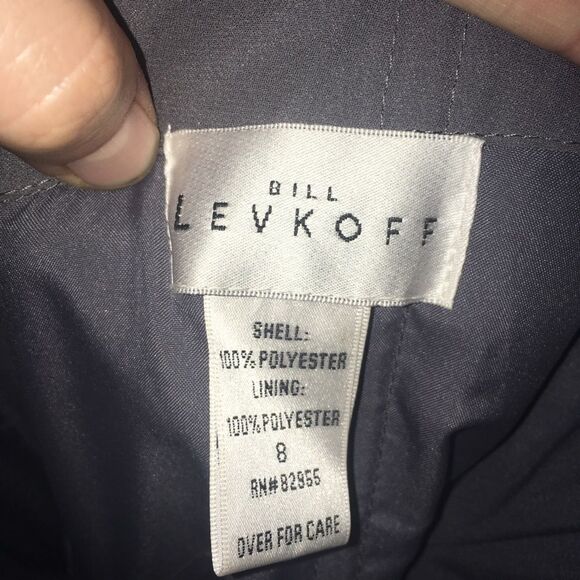 BILL
LEVKOFF
SHELL:
100% POLYESTER
LINING:
100% POLYESTER
8
RN#82955
OVER FOR CARE